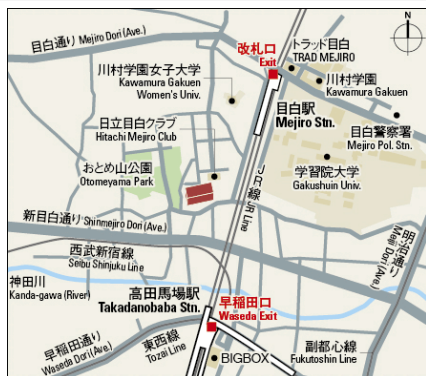 N
目白通り Mejiro Dori (Ave.)
改札口
Exit
トラッド目白
TRAD MEJIRO
川村学園女子大学
Kawamura Gakuen
Women's Univ.
川村学園
Kawamura Gakuen
目白駅
Mejiro Stn.
日立目白クラブ
Hitachi Mejiro Club
目白警察署
Mejiro Pol. Stn.
おとめ山公園
Otomeyama Park
JR線 JR Line
学習院大学
Gakushuin Univ.
新目白通り Shinmejiro Dori (Ave.)
明治通り
Meiji Dori (Ave.)
西武新宿線
Seibu Shinjuku Line
神田川
Kanda-gawa (River)
高田馬場駅
Takadanobaba Stn.
早稲田口
Waseda Exit
早稲田通り
Waseda Dori (Ave.)
東西線
Tozai Line
BIGBOX
副都心線
Fukutoshin Line